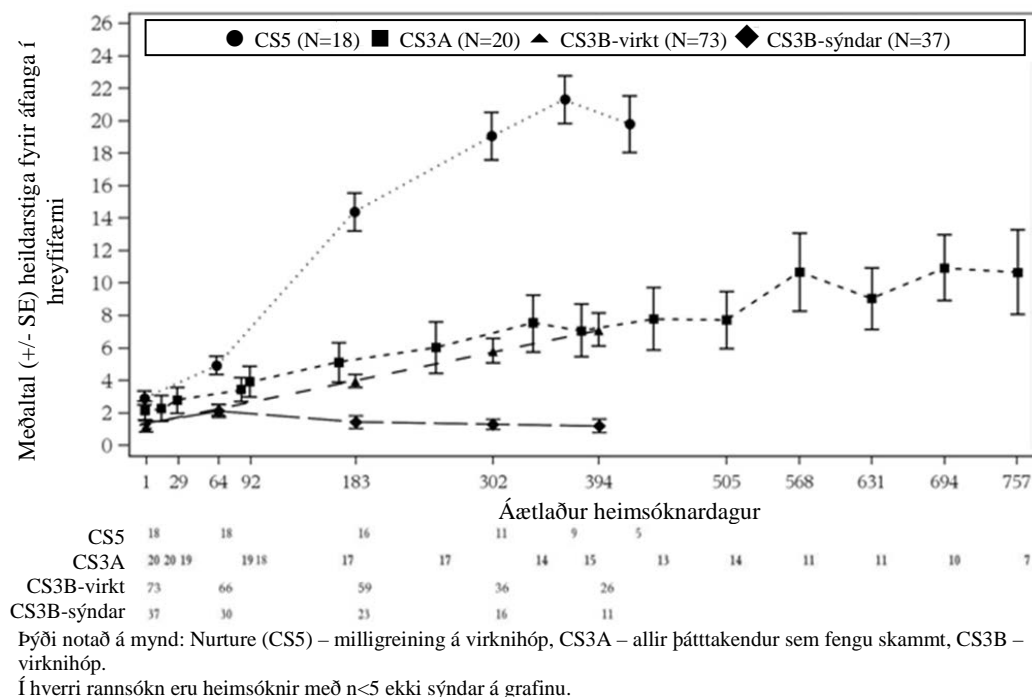 26
24
22
20
18
16
14
12
10
8
6
4
2
0
Meðaltal (+/- SE) heildarstiga fyrir áfanga í
hreyfifærni
CS5 (N=18) CS3A (N=20) CS3B-virkt (N=73) CS3B-sýndar (N=37)
1 29 64 92 183 302 394 505 568 631 694 757
Áætlaður heimsóknardagur
CS5 18 18 16 11 9 5
CS3A 20 20 19 19 18 17 17 14 15 13 14 11 11 10 7
CS3B-virkt 73 66 59 36 26
CS3B-sýndar 37 30 23 16 11
Þýði notað á mynd: Nurture (CS5) – milligreining á virknihóp, CS3A – allir þátttakendur sem fengu skammt, CS3B –
virknihóp.
Í hverri rannsókn eru heimsóknir með n<5 ekki sýndar á grafinu.